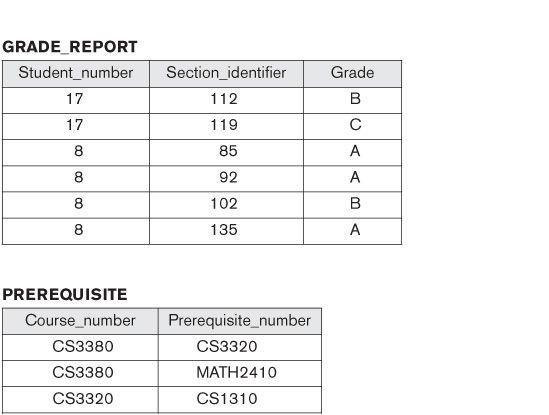 GRADE_REPORT
Student_number Section_identifier Grade
17 112 B
17 119 C
8 85 A
8 92 A
8 102 B
8 135 A
PREREQUISITE
Course_number Prerequisite_number
CS3380 CS3320
CS3380 MATH2410
CS3320 CS1310